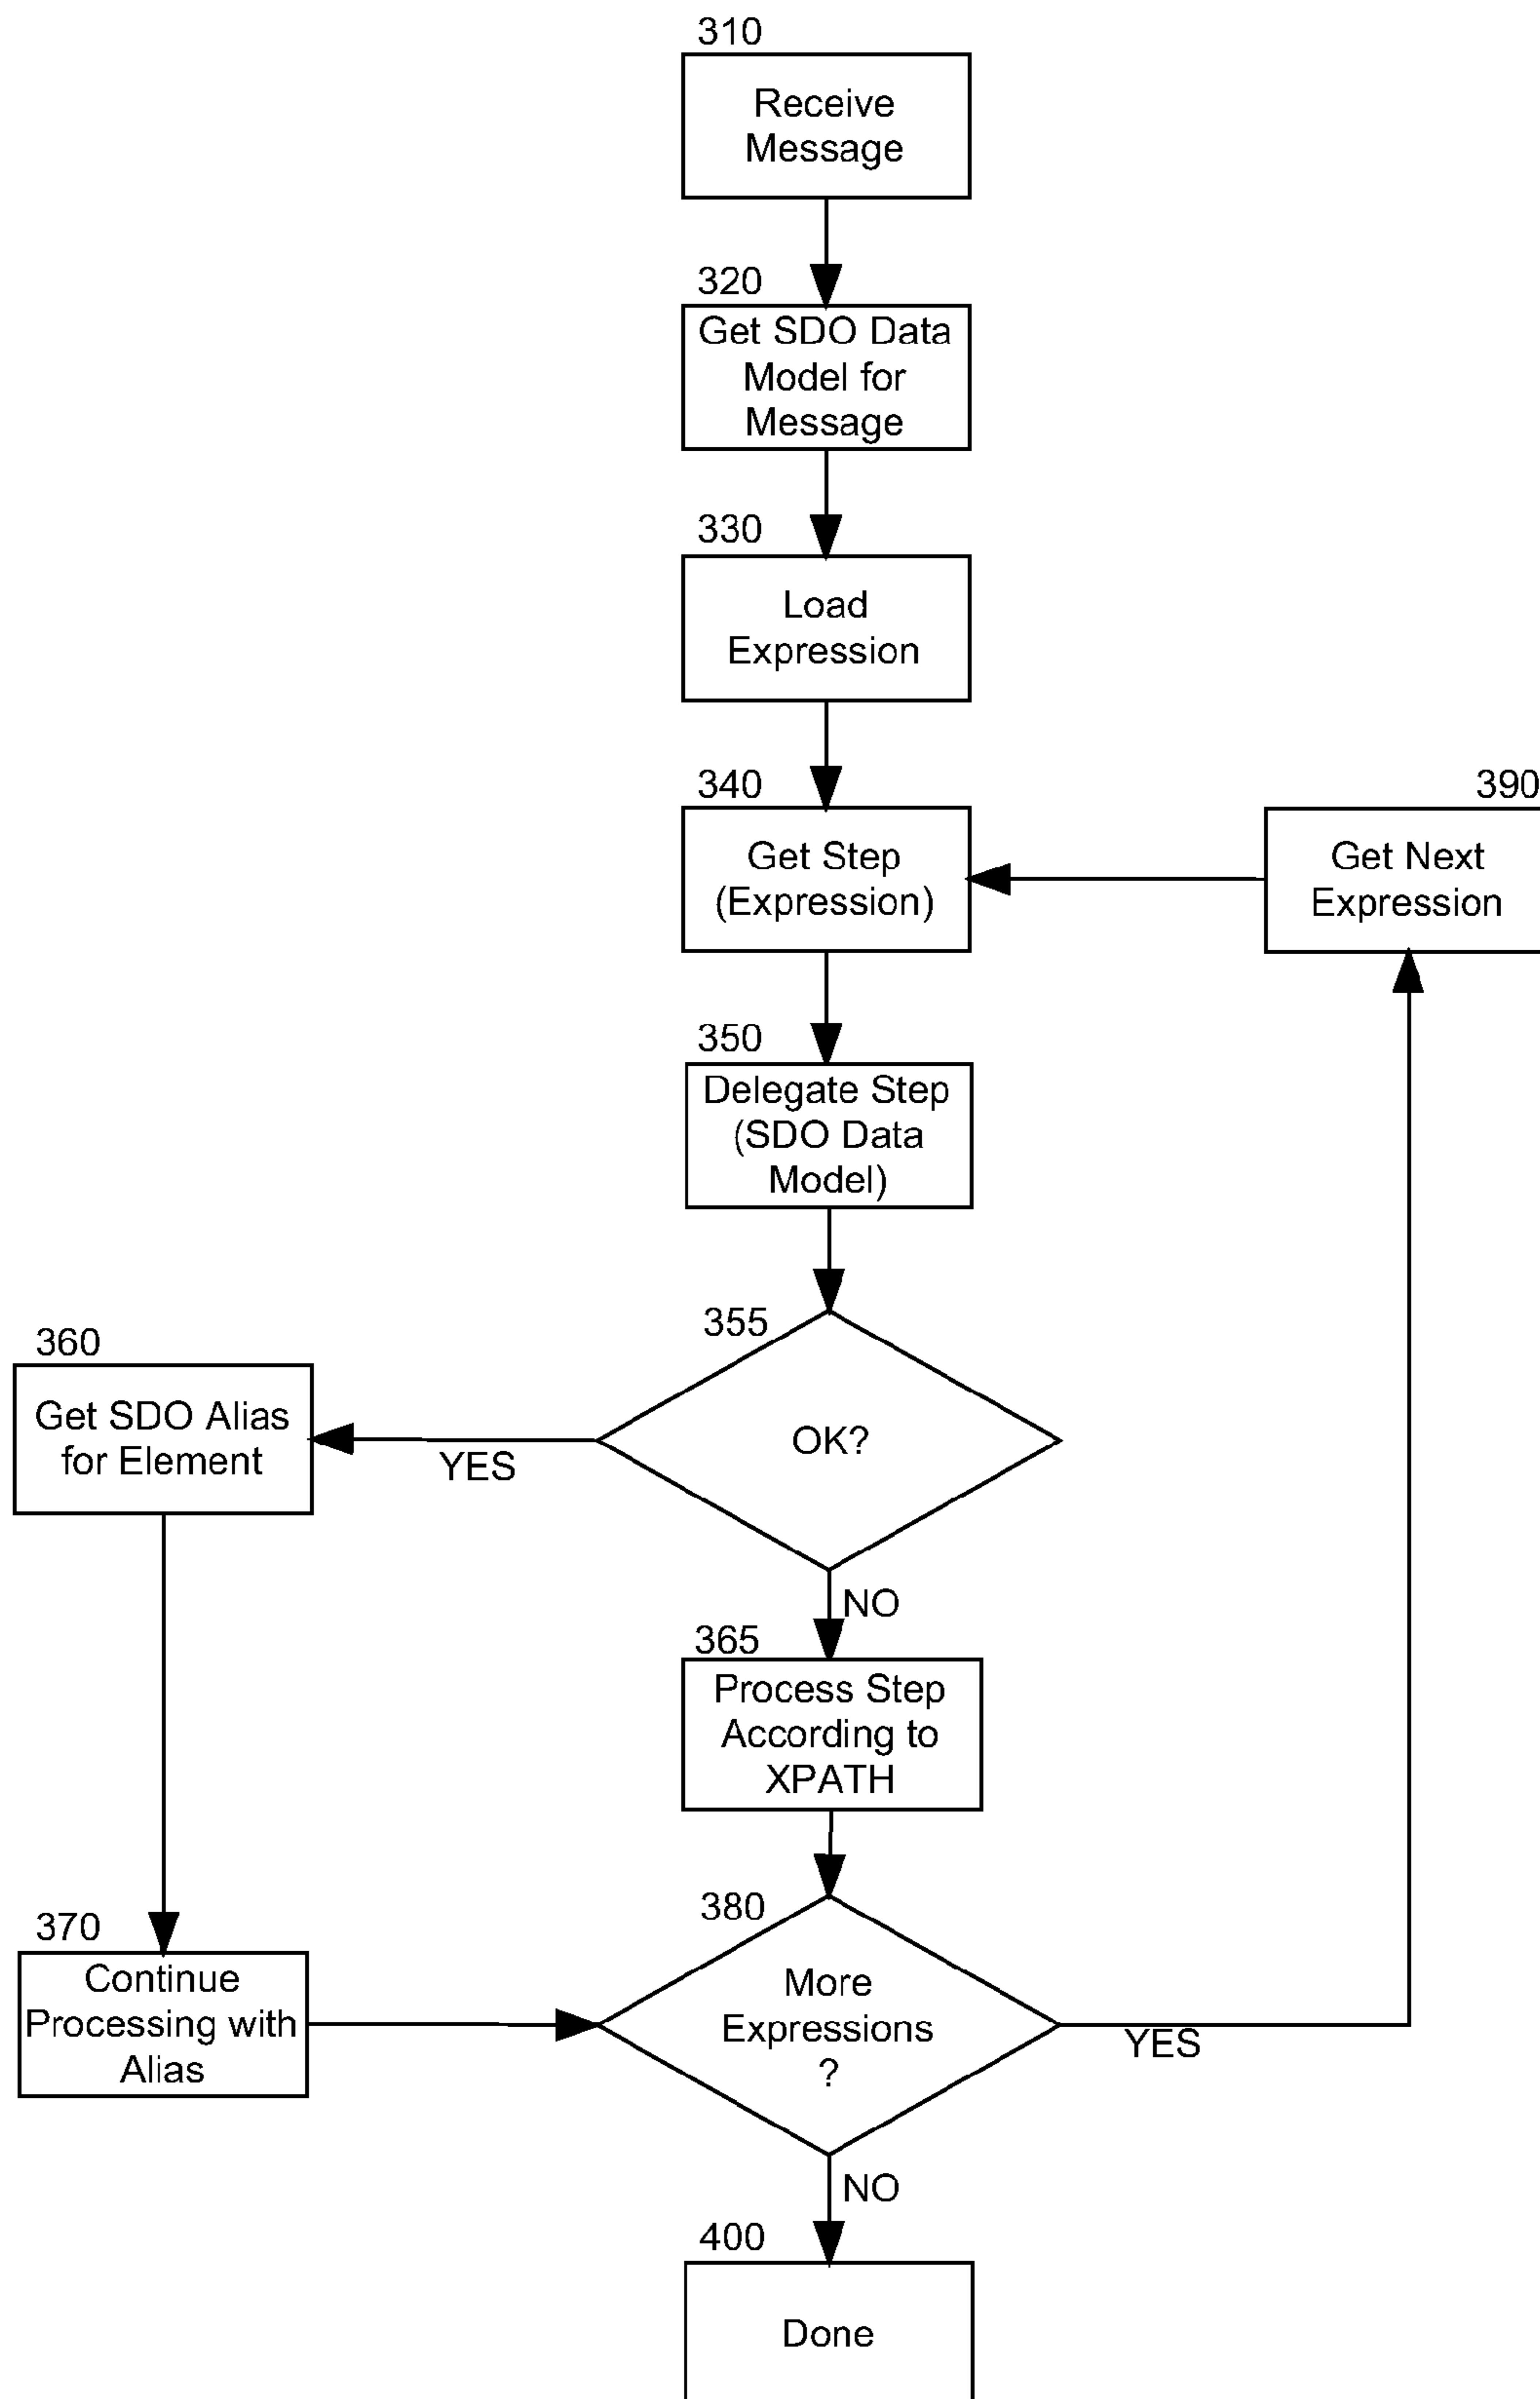 310
Receive
Message
320
Get SDO Data
Model for
Message
330
Load
Expression
340
Get Step
(Expression)
390
Get Next
Expression
350
Delegate Step
(SDO Data
Model)
355
OK?
YES
360
Get SDO Alias
for Element
NO
365
Process Step
According to
XPATH
370
Continue
Processing with
Alias
380
More
Expressions
?
YES
NO
400
Done